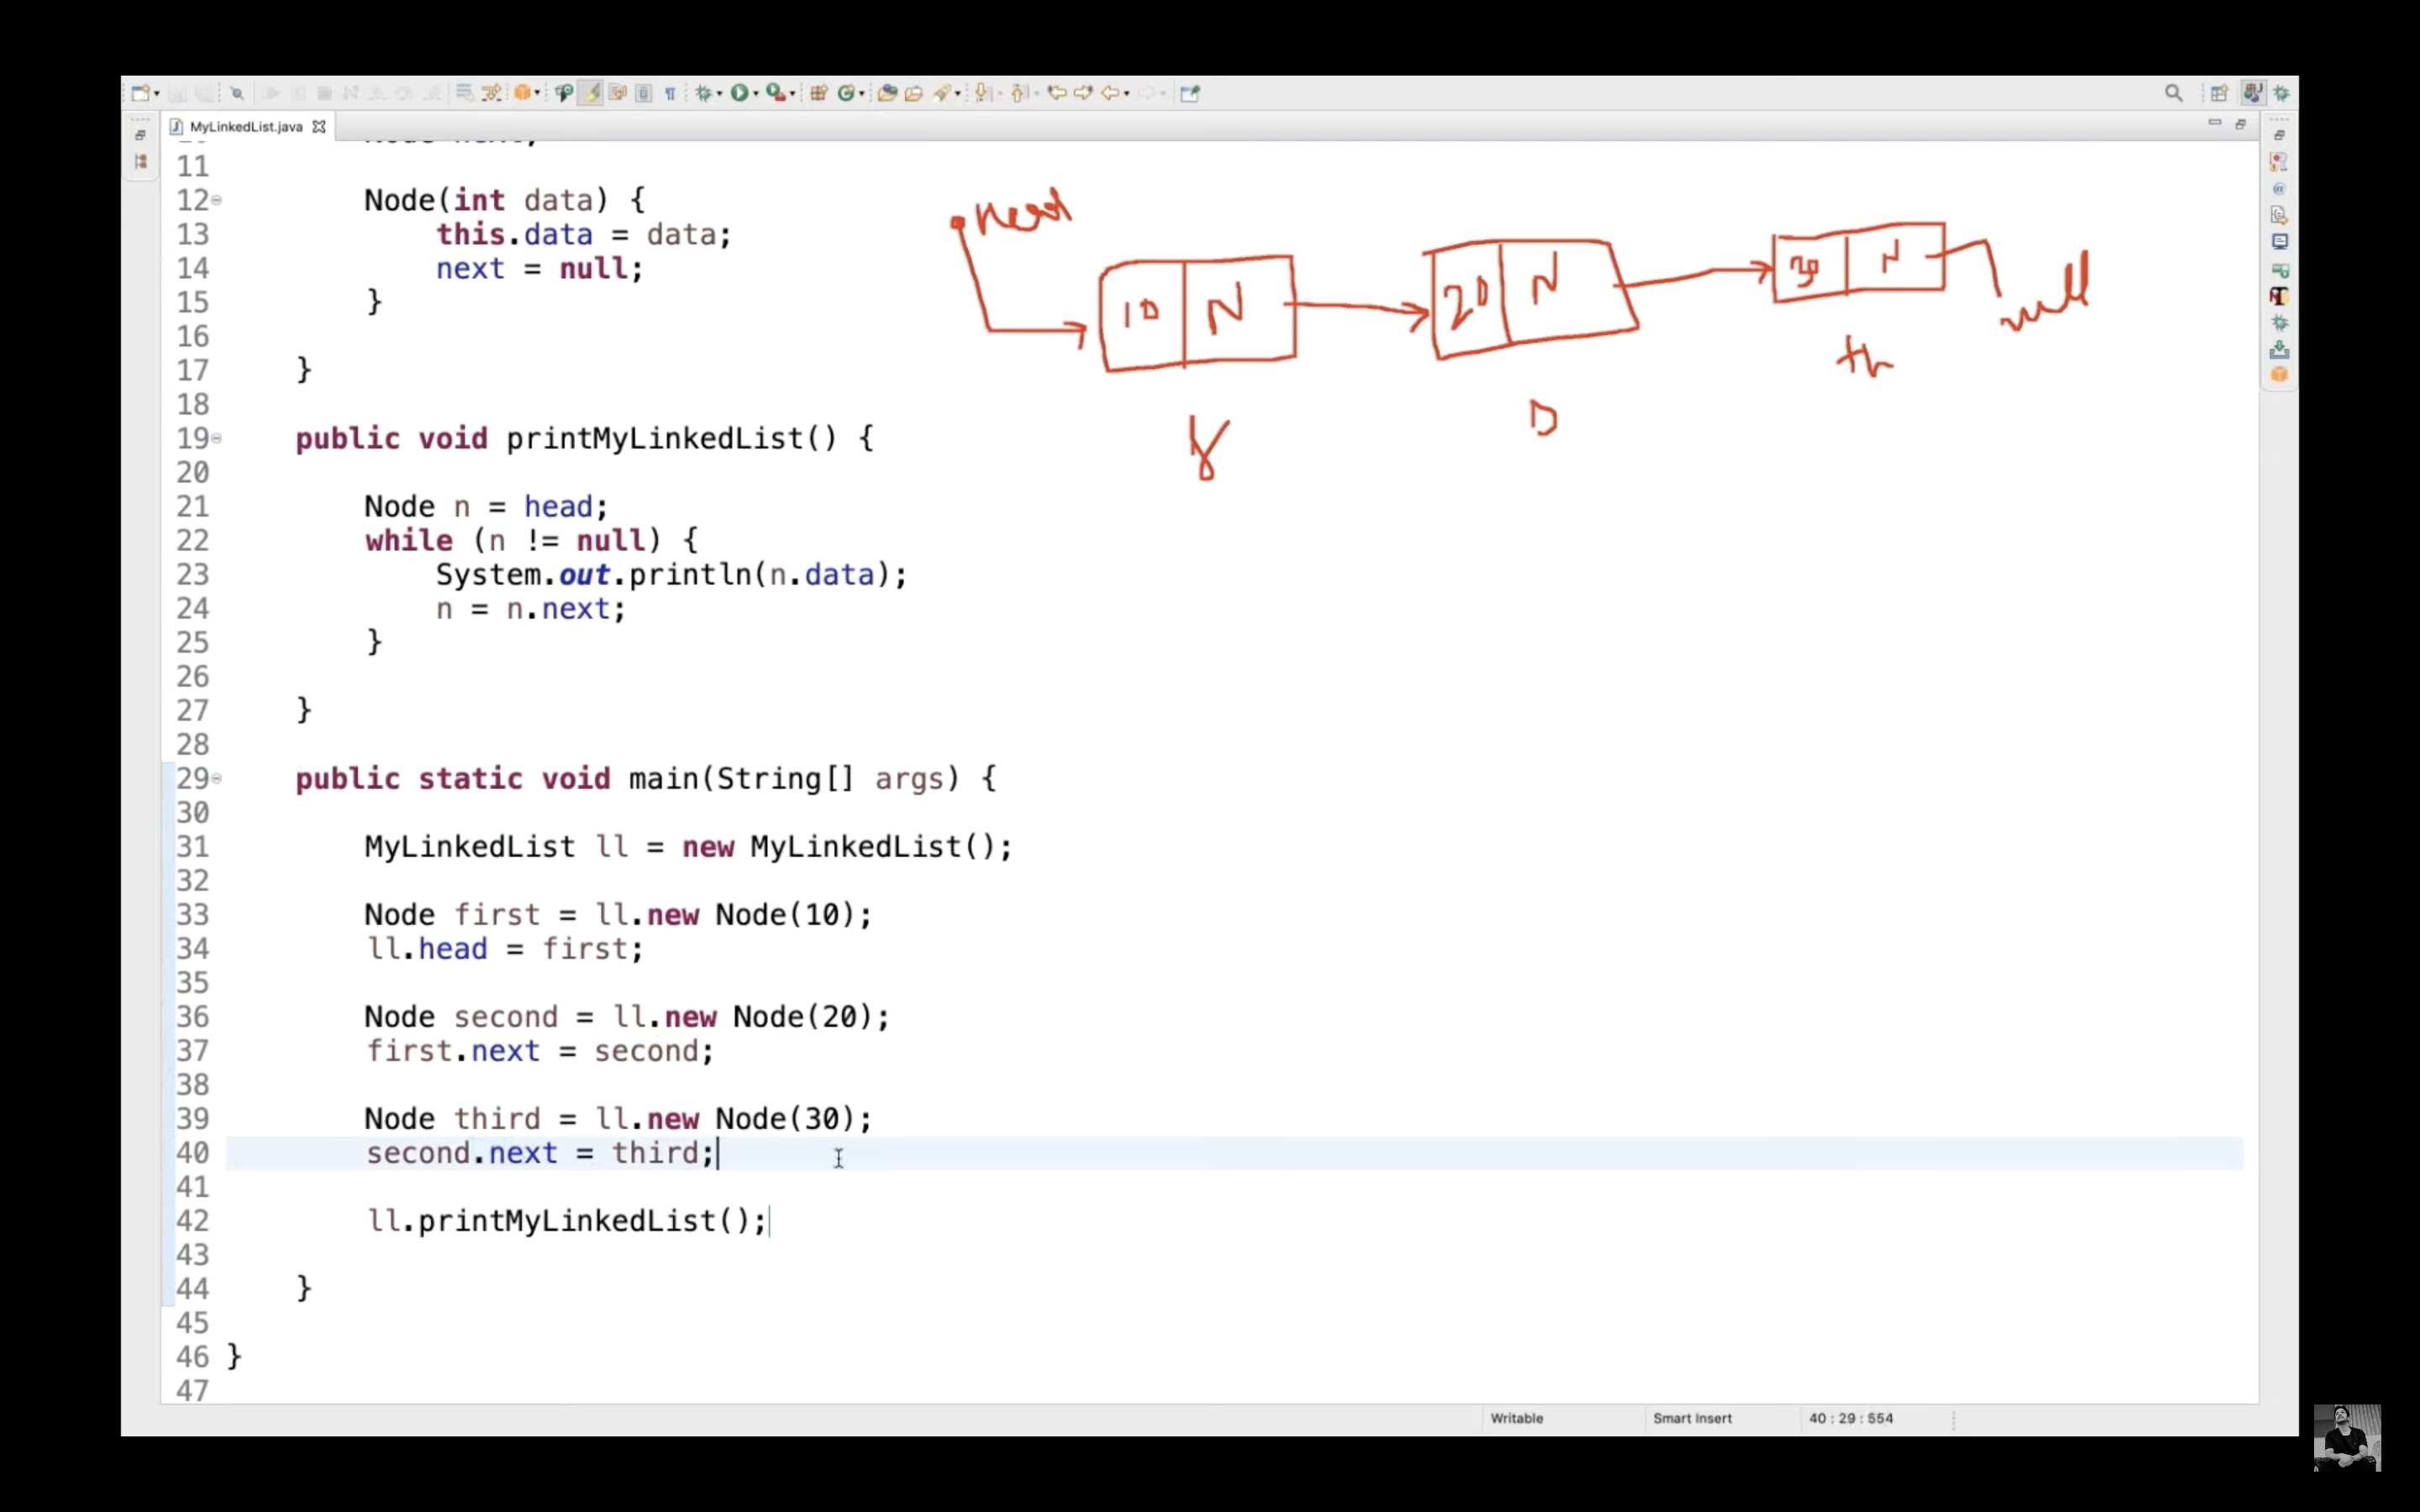 MyLinkedList.java
11
12 Node(int data) {
13 this.data = data;
14 next = null;
15 }
16
17 }
18
19 public void printMyLinkedList() {
20
21 Node n = head;
22 while (n != null) {
23 System.out.println(n.data);
24 n = n.next;
25 }
26
27 }
28
29 public static void main(String[] args) {
30
31 MyLinkedList ll = new MyLinkedList();
32
33 Node first = ll.new Node(10);
34 ll.head = first;
35
36 Node second = ll.new Node(20);
37 first.next = second;
38
39 Node third = ll.new Node(30);
40 second.next = third;
41
42 ll.printMyLinkedList();
43
44 }
45
46 }
47
head
10 N
20 N
30 N
null
th
Writable Smart Insert 40 : 29 : 554